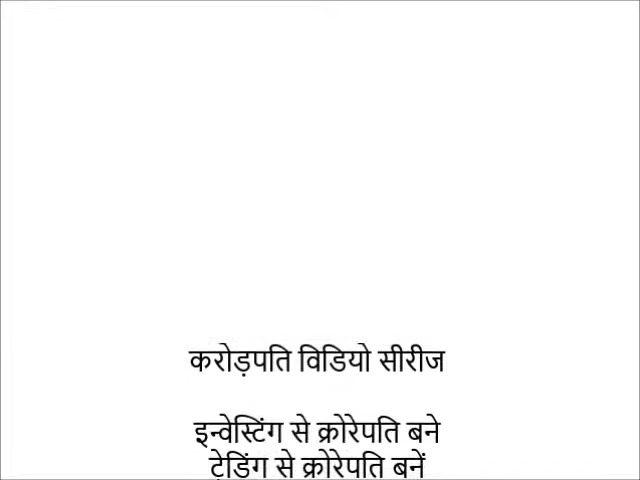 करोड़पति विडियो सीरीज
इन्वेस्टिंग से क्रोरेपति बने
ट्रेडिंग से क्रोरेपति बनें